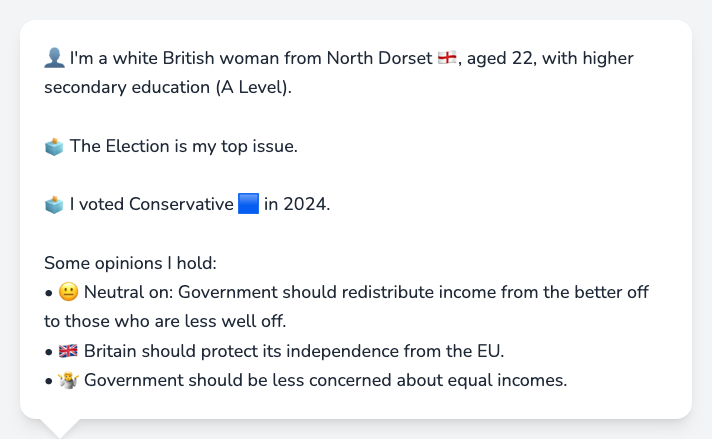 👤 I'm a white British woman from North Dorset 🏴󠁧󠁢󠁥󠁮󠁧󠁿, aged 22, with higher
secondary education (A Level).
🗳️ The Election is my top issue.
🗳️ I voted Conservative 🟦 in 2024.
Some opinions I hold:
• 😐 Neutral on: Government should redistribute income from the better off
to those who are less well off.
• 🇬🇧 Britain should protect its independence from the EU.
• 🤷‍♀️ Government should be less concerned about equal incomes.